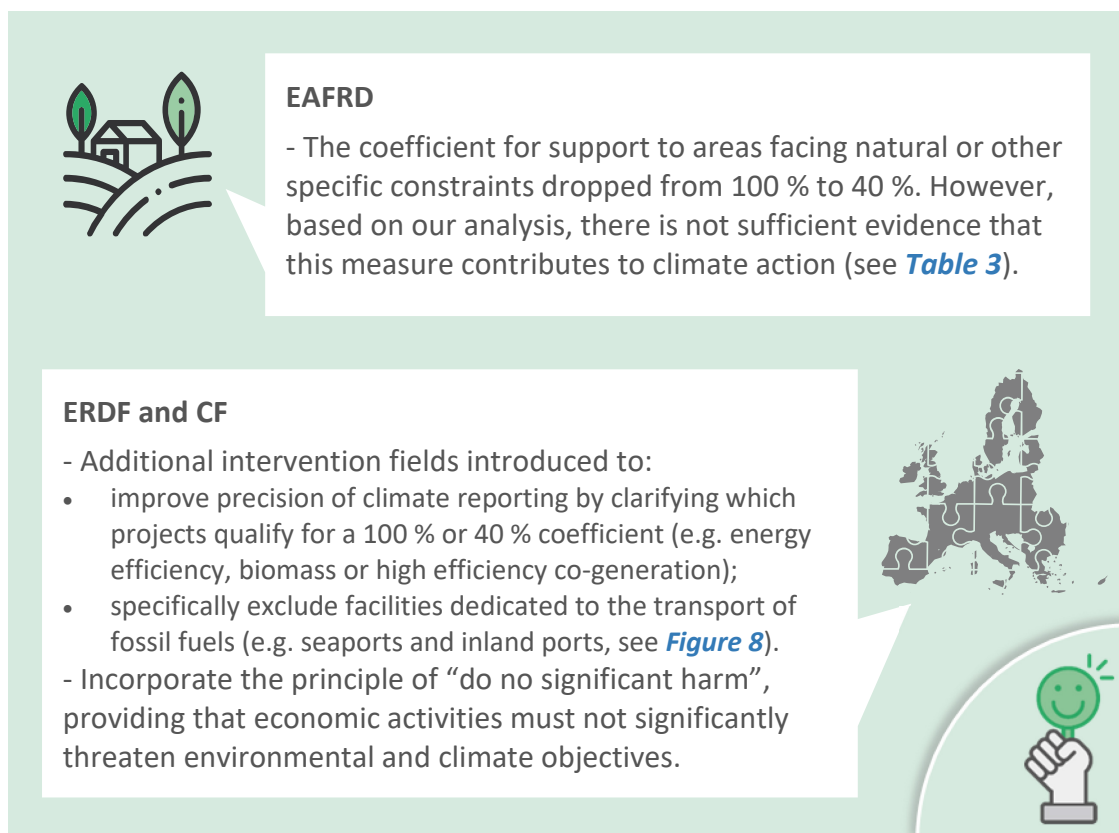 EAFRD
- The coefficient for support to areas facing natural or other
specific constraints dropped from 100 % to 40 %. However,
based on our analysis, there is not sufficient evidence that
this measure contributes to climate action (see Table 3).
ERDF and CF
- Additional intervention fields introduced to:
• improve precision of climate reporting by clarifying which
projects qualify for a 100 % or 40 % coefficient (e.g. energy
efficiency, biomass or high efficiency co-generation);
• specifically exclude facilities dedicated to the transport of
fossil fuels (e.g. seaports and inland ports, see Figure 8).
- Incorporate the principle of “do no significant harm”,
providing that economic activities must not significantly
threaten environmental and climate objectives.